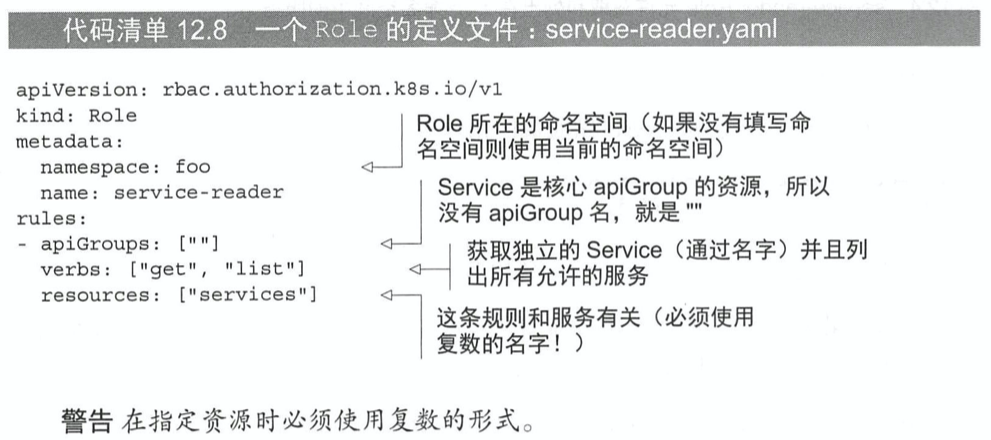 代码清单 12.8 一个 Role 的定义文件：service-reader.yaml
apiVersion: rbac.authorization.k8s.io/v1
kind: Role
metadata:
  namespace: foo
  name: service-reader
rules:
- apiGroups: [""]
  verbs: ["get", "list"]
  resources: ["services"]
Role 所在的命名空间（如果没有填写命
名空间则使用当前的命名空间）
Service 是核心 apiGroup 的资源，所以
没有 apiGroup 名，就是 ""
获取独立的 Service（通过名字）并且列
出所有允许的服务
这条规则和服务有关（必须使用
复数的名字！）
警告 在指定资源时必须使用复数的形式。